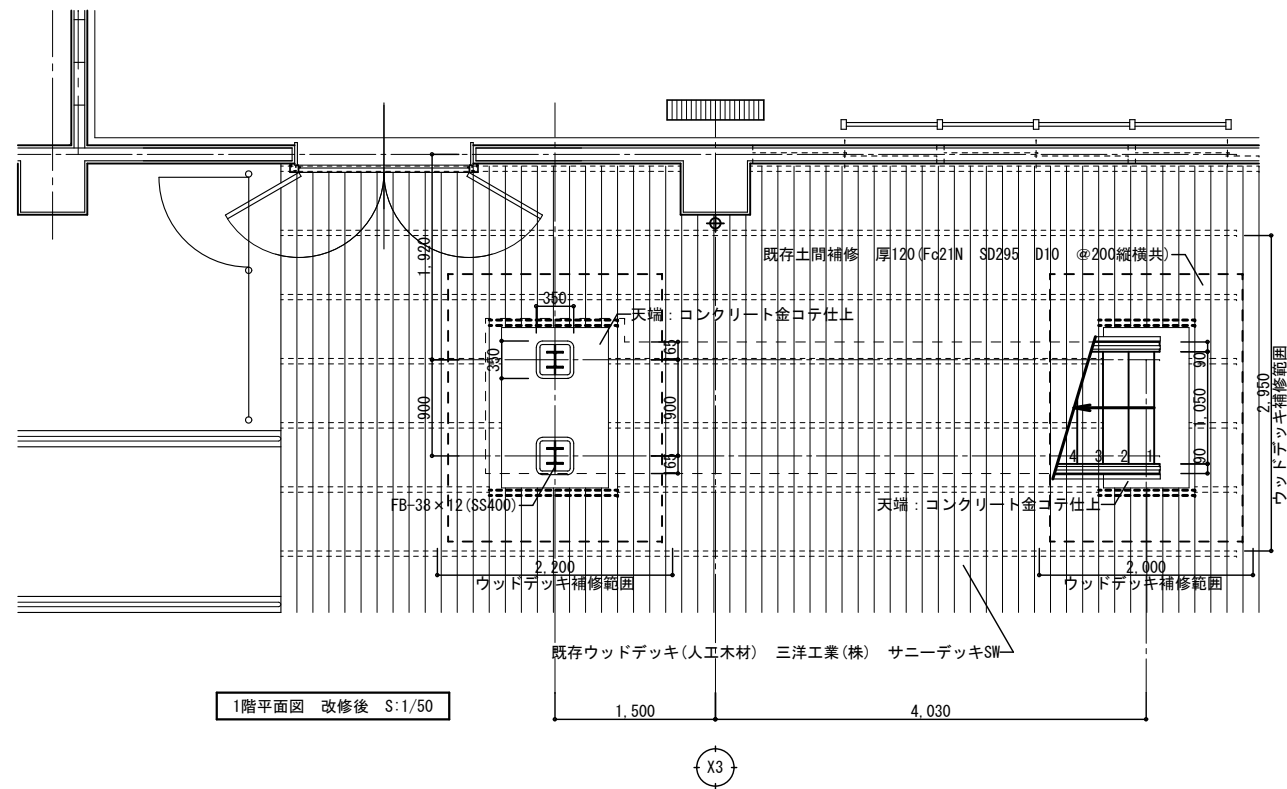 既存土間補修 厚120(Fc21N SD295 D10 @200縦横共)
1,920
350
天端：コンクリート金コテ仕上
350
65
90
900
900
1,050
2,950
ウッドデッキ補修範囲
4 3 2 1
65
90
FB-38×12(SS400)
天端：コンクリート金コテ仕上
2,200
ウッドデッキ補修範囲
2,000
ウッドデッキ補修範囲
既存ウッドデッキ(人工木材) 三洋工業(株) サニーデッキSW
1階平面図 改修後 S:1/50
1,500
4,030
X3